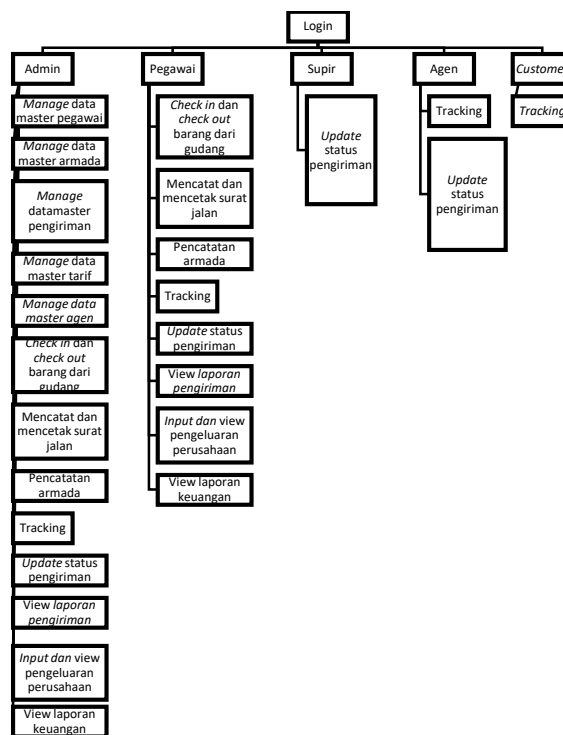 Login
Admin
Manage data
master pegawai
Manage data
master armada
Manage
datamaster
pengiriman
Manage data
master tarif
Manage data
master agen
Check in dan
check out
barang dari
gudang
Mencatat dan
mencetak surat
jalan
Pencatatan
armada
Tracking
Update status
pengiriman
View laporan
pengiriman
Input dan view
pengeluaran
perusahaan
View laporan
keuangan
Pegawai
Check in dan
check out
barang dari
gudang
Mencatat dan
mencetak surat
jalan
Pencatatan
armada
Tracking
Update status
pengiriman
View laporan
pengiriman
Input dan view
pengeluaran
perusahaan
View laporan
keuangan
Supir
Update
status
pengiriman
Agen
Tracking
Update
status
pengiriman
Custome
Tracking